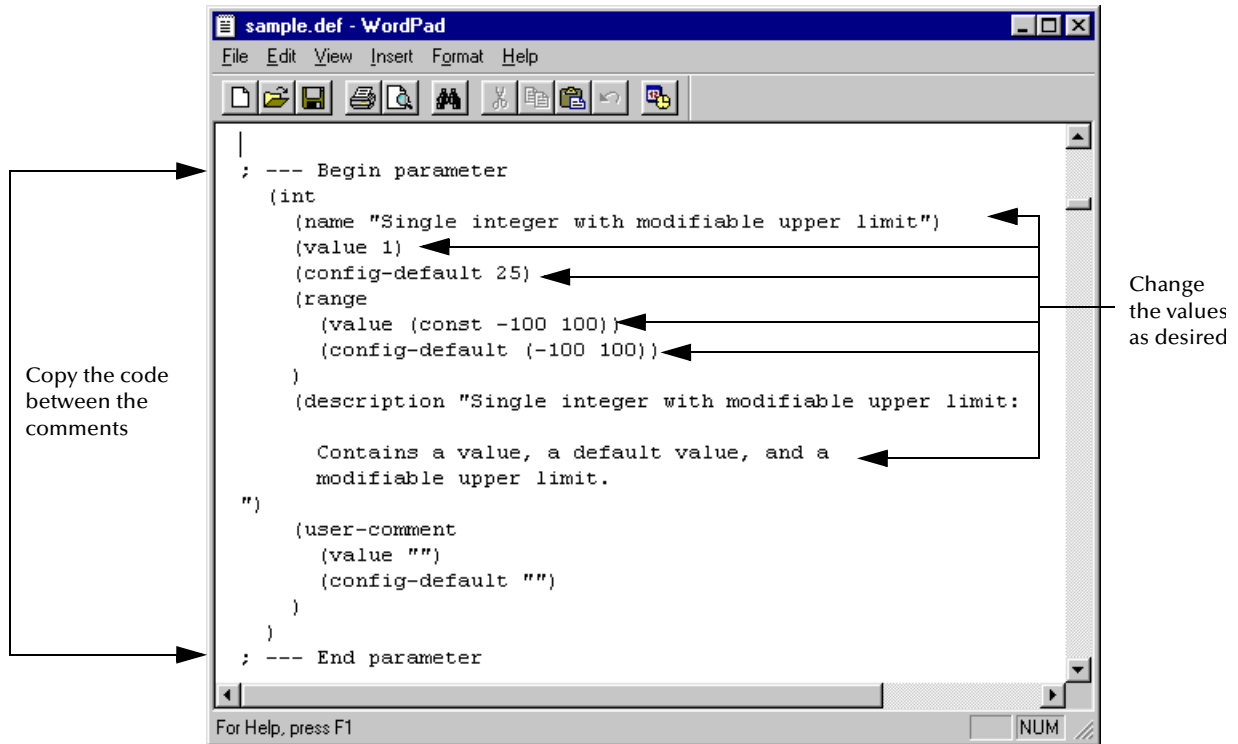 sample.def - WordPad
File Edit View Insert Format Help
; --- Begin parameter
(int
(name "Single integer with modifiable upper limit")
(value 1)
(config-default 25)
(range
(value (const -100 100))
(config-default (-100 100))
)
(description "Single integer with modifiable upper limit:
Contains a value, a default value, and a
modifiable upper limit.
")
(user-comment
(value "")
(config-default "")
)
)
; --- End parameter
For Help, press F1
NUM
Copy the code
between the
comments
Change
the values
as desired